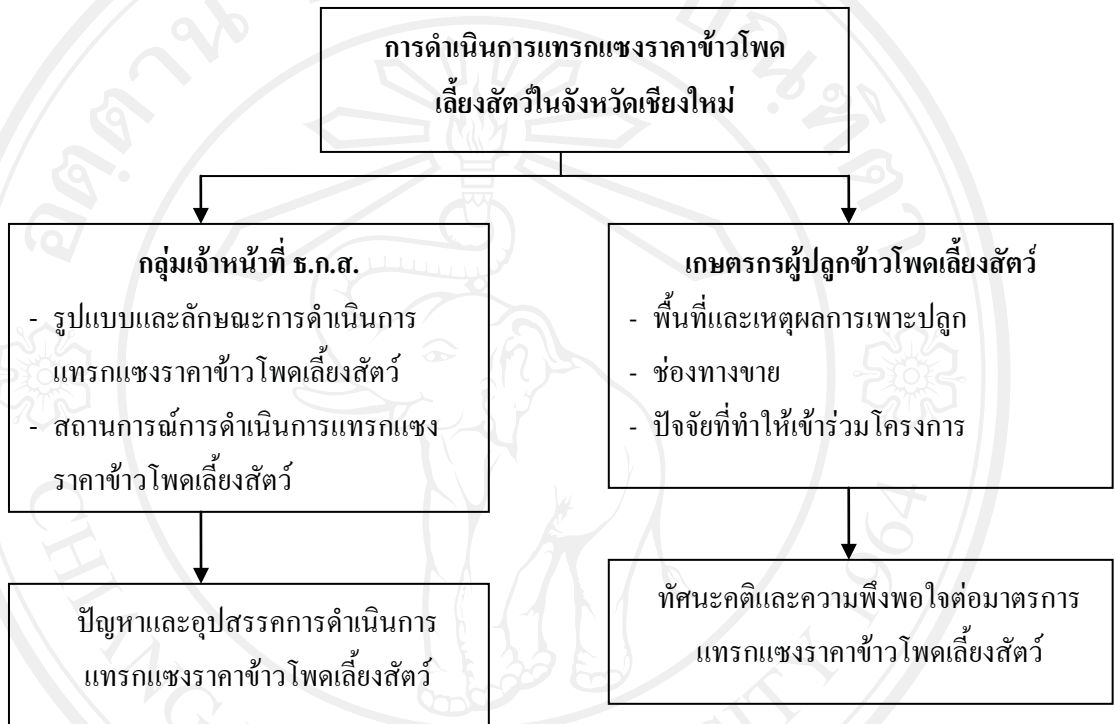 การดำเนินการแทรกแซงราคาข้าวโพด
เลี้ยงสัตว์ในจังหวัดเชียงใหม่
กลุ่มเจ้าหน้าที่ ธ.ก.ส.
- รูปแบบและลักษณะการดำเนินการ
แทรกแซงราคาข้าวโพดเลี้ยงสัตว์
- สถานการณ์การดำเนินการแทรกแซง
ราคาข้าวโพดเลี้ยงสัตว์
ปัญหาและอุปสรรคการดำเนินการ
แทรกแซงราคาข้าวโพดเลี้ยงสัตว์
เกษตรกรผู้ปลูกข้าวโพดเลี้ยงสัตว์
- พื้นที่และเหตุผลการเพาะปลูก
- ช่องทางขาย
- ปัจจัยที่ทำให้เข้าร่วมโครงการ
ทัศนะคติและความพึงพอใจต่อมาตรการ
แทรกแซงราคาข้าวโพดเลี้ยงสัตว์